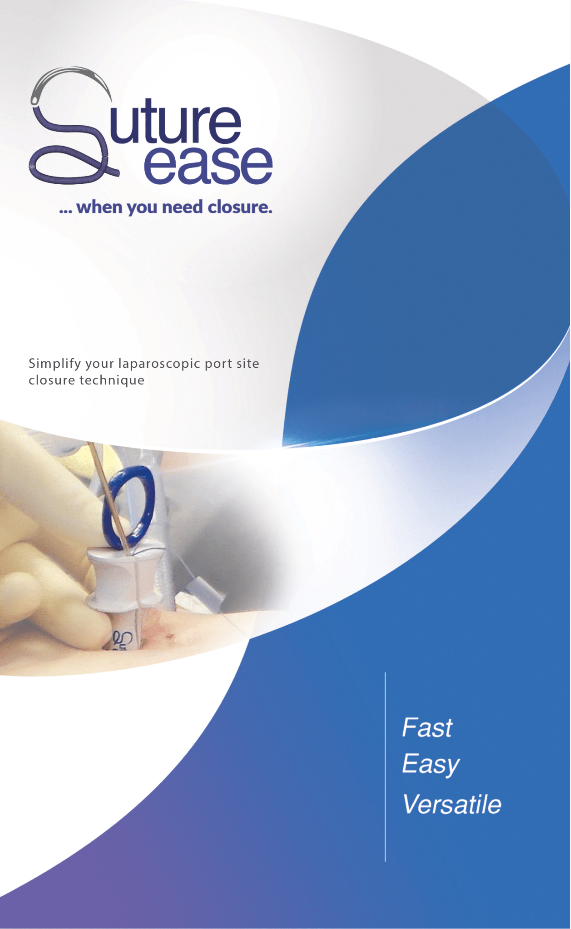 Suture
ease
... when you need closure.
Simplify your laparoscopic port site
closure technique
Fast
Easy
Versatile